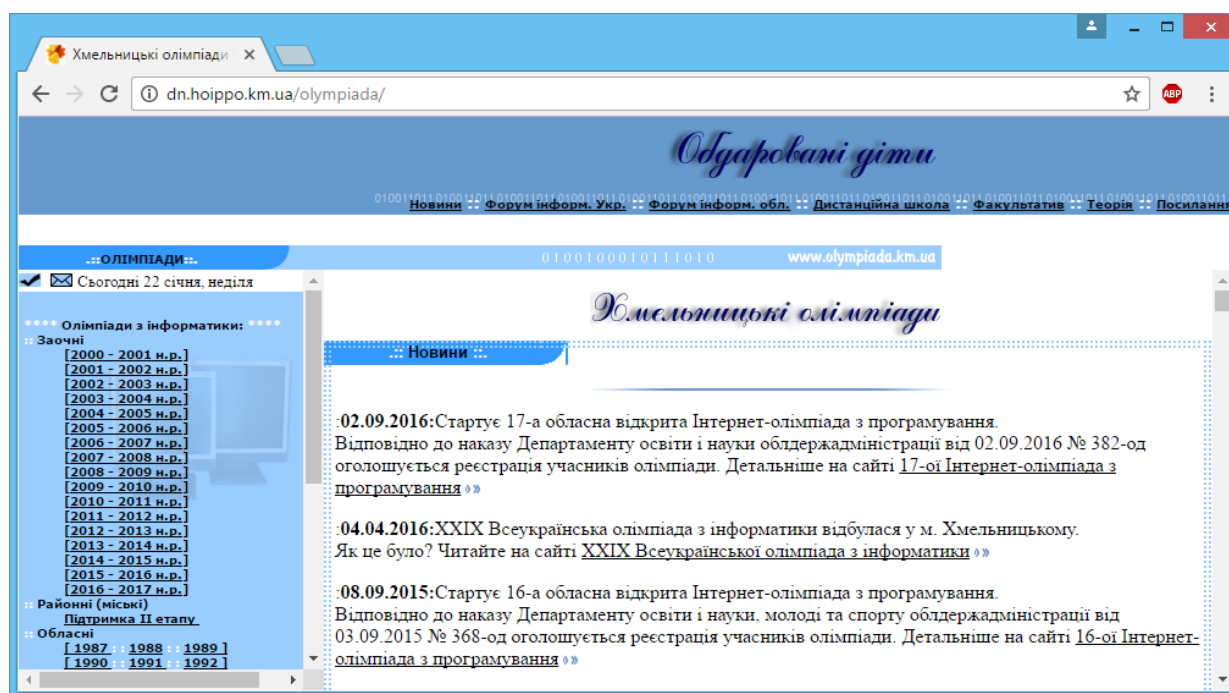 Хмельницькі олімпіади
dn.hoippo.km.ua/olympiada/
ABP
Обдаровані діти
Новини :: Форум інформ. Укр. :: Форум інформ. обл. :: Дистанційна школа :: Факультатив :: Теорія :: Посилання
.::ОЛІМПІАДИ::.
0100100010111010 www.olympiada.km.ua
Сьогодні 22 січня, неділя
**** Олімпіади з інформатики: ****
:: Заочні
[2000 - 2001 н.р.]
[2001 - 2002 н.р.]
[2002 - 2003 н.р.]
[2003 - 2004 н.р.]
[2004 - 2005 н.р.]
[2005 - 2006 н.р.]
[2006 - 2007 н.р.]
[2007 - 2008 н.р.]
[2008 - 2009 н.р.]
[2009 - 2010 н.р.]
[2010 - 2011 н.р.]
[2011 - 2012 н.р.]
[2012 - 2013 н.р.]
[2013 - 2014 н.р.]
[2014 - 2015 н.р.]
[2015 - 2016 н.р.]
[2016 - 2017 н.р.]
:: Районні (міські)
Підтримка II етапу
:: Обласні
[ 1987 :: 1988 :: 1989 ]
[ 1990 :: 1991 :: 1992 ]
Хмельницькі олімпіади
.:: Новини ::.
:02.09.2016:Стартує 17-а обласна відкрита Інтернет-олімпіада з програмування.
Відповідно до наказу Департаменту освіти і науки облдержадміністрації від 02.09.2016 № 382-од
оголошується реєстрація учасників олімпіади. Детальніше на сайті 17-ої Інтернет-олімпіада з
програмування
:04.04.2016:XXIX Всеукраїнська олімпіада з інформатики відбулася у м. Хмельницькому.
Як це було? Читайте на сайті XXIX Всеукраїнської олімпіада з інформатики
:08.09.2015:Стартує 16-а обласна відкрита Інтернет-олімпіада з програмування.
Відповідно до наказу Департаменту освіти і науки, молоді та спорту облдержадміністрації від
03.09.2015 № 368-од оголошується реєстрація учасників олімпіади. Детальніше на сайті 16-ої Інтернет-
олімпіада з програмування